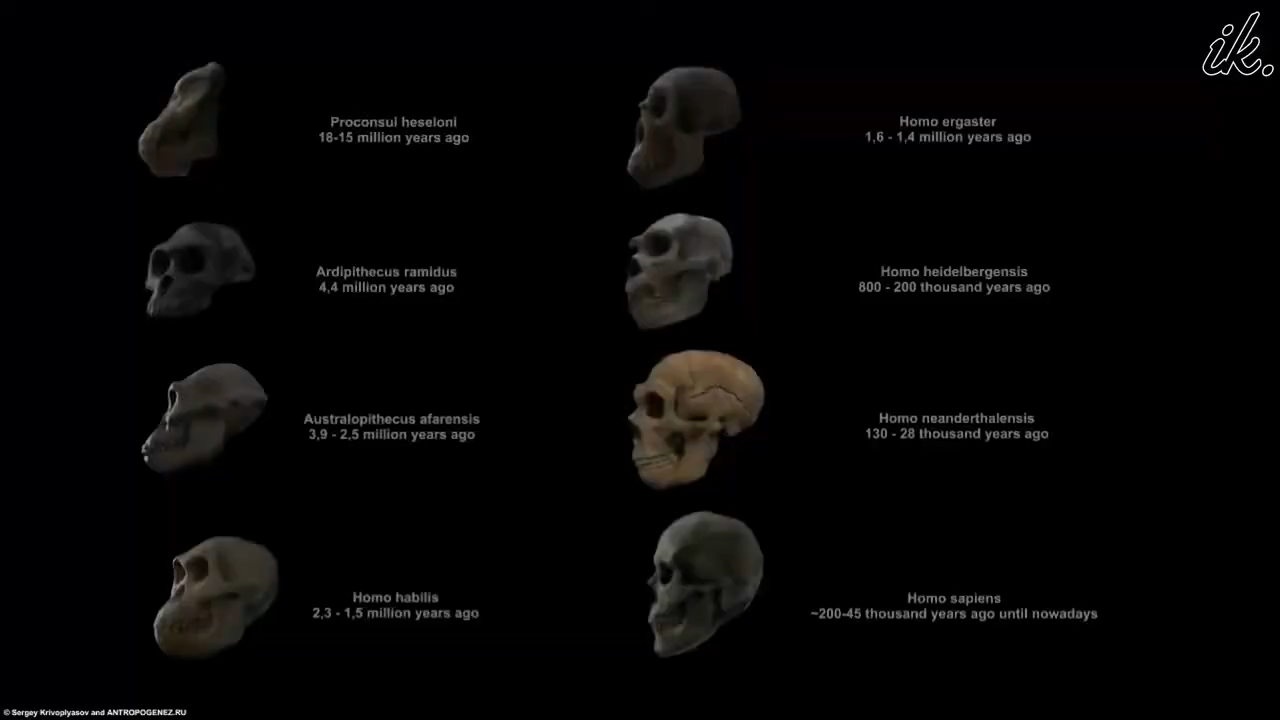 ik.
Proconsul heseloni
18-15 million years ago
Ardipithecus ramidus
4,4 million years ago
Australopithecus afarensis
3,9 - 2,5 million years ago
Homo habilis
2,3 - 1,5 million years ago
Homo ergaster
1,6 - 1,4 million years ago
Homo heidelbergensis
800 - 200 thousand years ago
Homo neanderthalensis
130 - 28 thousand years ago
Homo sapiens
~200-45 thousand years ago until nowadays
© Sergey Krivoplyasov and ANTROPOGENEZ.RU